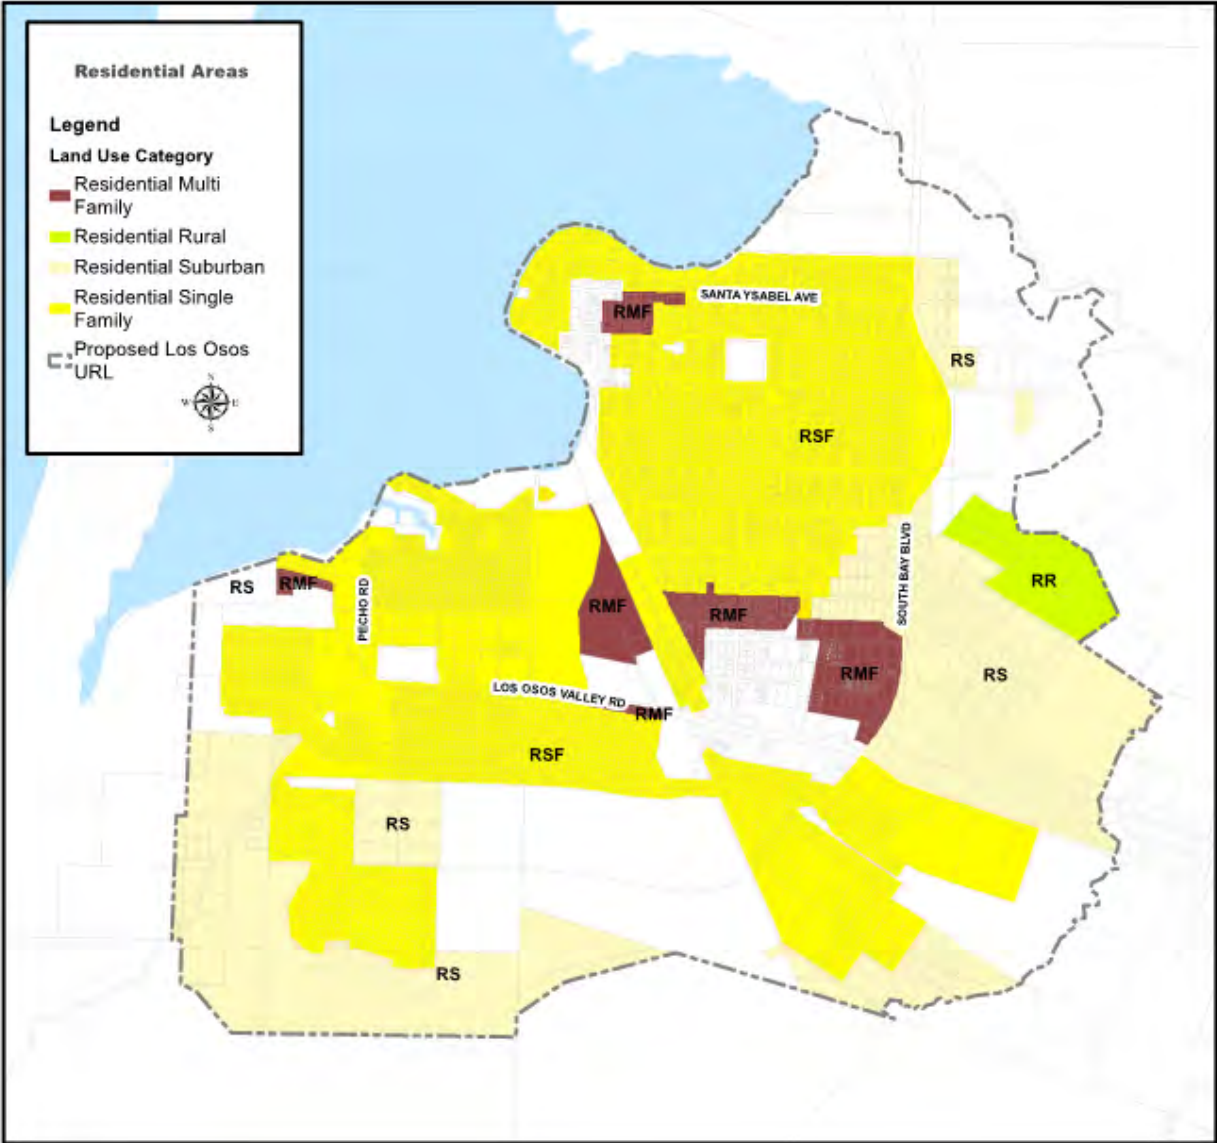 Residential Areas
Legend
Land Use Category
Residential Multi
Family
Residential Rural
Residential Suburban
Residential Single
Family
Proposed Los Osos
URL
N
W E
S
SANTA YSABEL AVE
RMF
RS
RSF
SOUTH BAY BLVD
RR
RS
RMF
PECHO RD
RMF
RMF
RMF
RS
LOS OSOS VALLEY RD
RMF
RSF
RS
RS